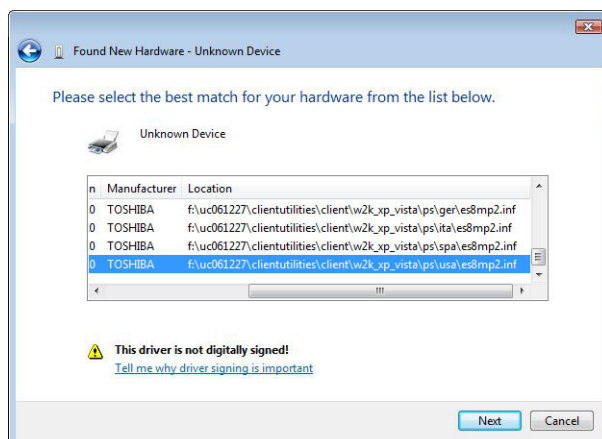 Found New Hardware - Unknown Device
Please select the best match for your hardware from the list below.
Unknown Device
n Manufacturer Location
0 TOSHIBA f:\uc061227\clientutilities\client\w2k_xp_vista\ps\ger\es8mp2.inf
0 TOSHIBA f:\uc061227\clientutilities\client\w2k_xp_vista\ps\ita\es8mp2.inf
0 TOSHIBA f:\uc061227\clientutilities\client\w2k_xp_vista\ps\spa\es8mp2.inf
0 TOSHIBA f:\uc061227\clientutilities\client\w2k_xp_vista\ps\usa\es8mp2.inf
This driver is not digitally signed!
Tell me why driver signing is important
Next Cancel